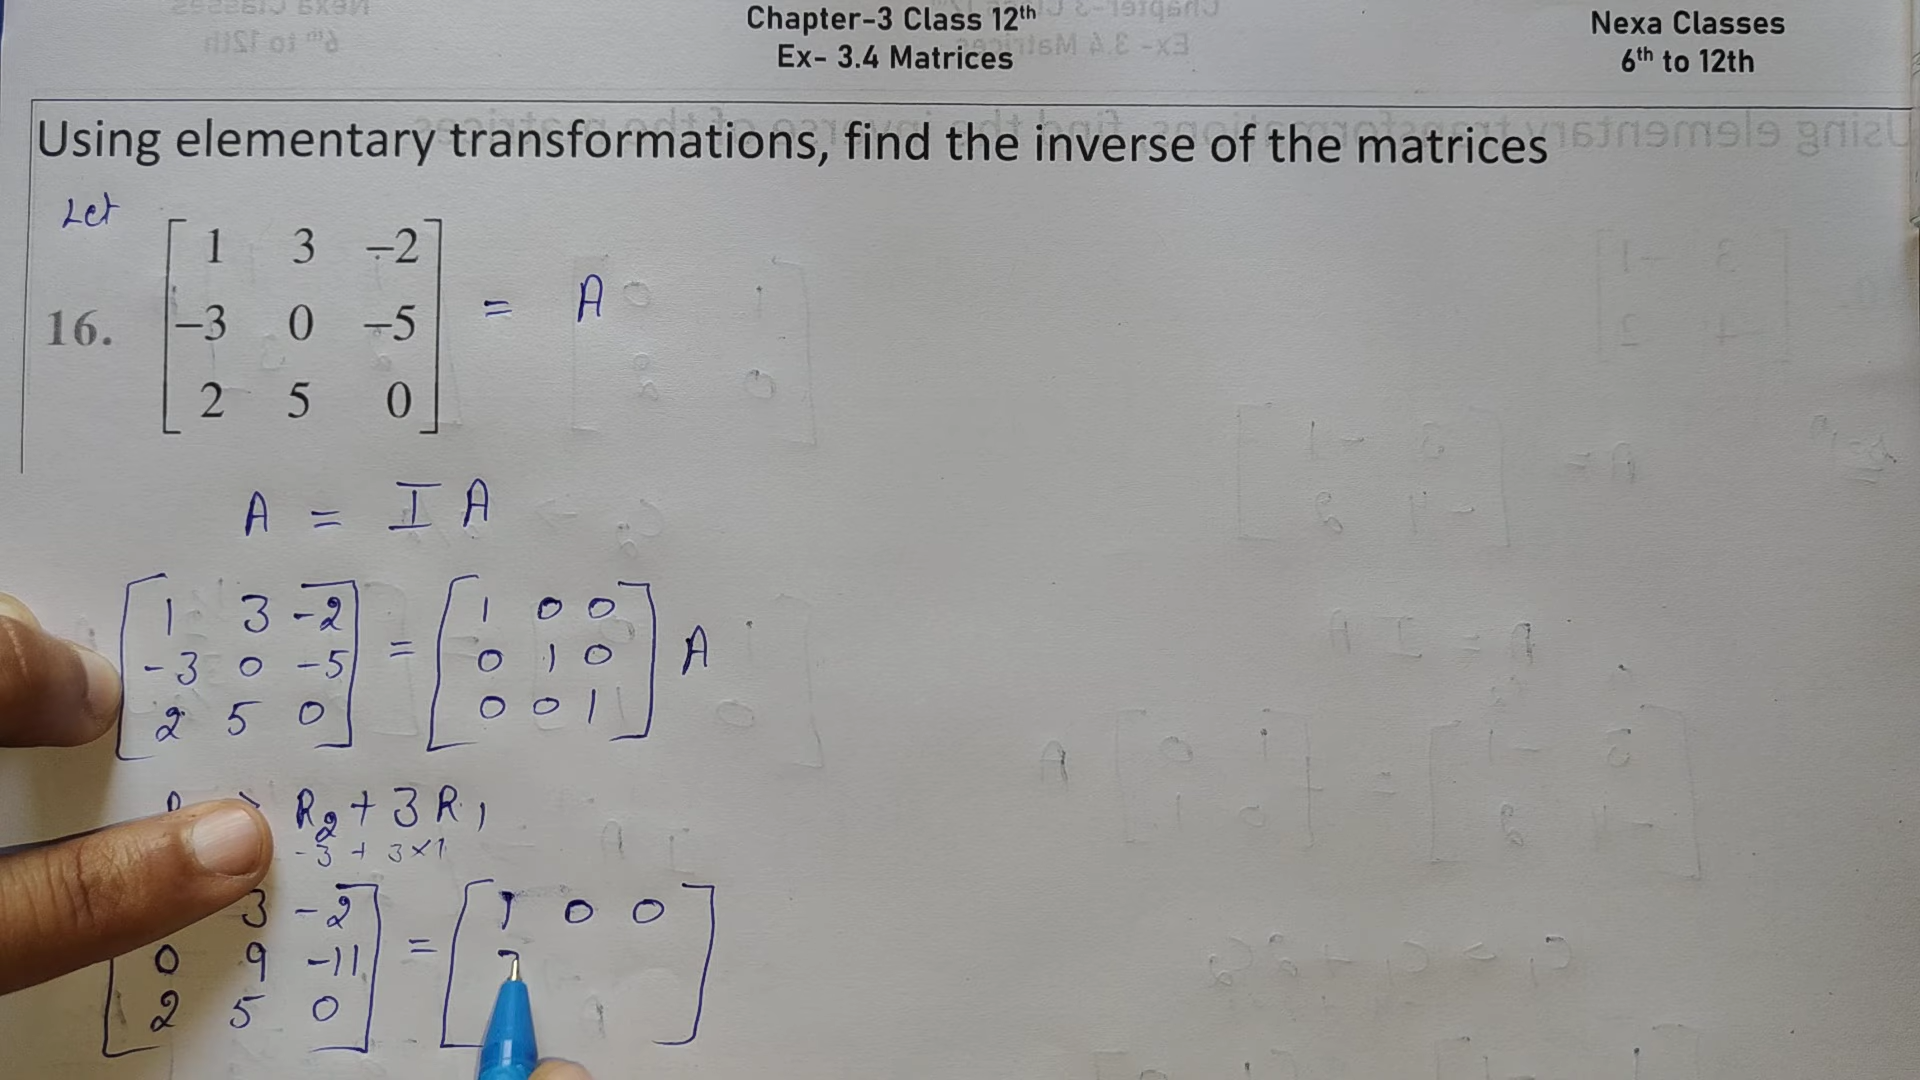 Chapter-3 Class 12th
Ex- 3.4 Matrices
Nexa Classes
6th to 12th
Using elementary transformations, find the inverse of the matrices
Let
16.
1 3 -2
-3 0 -5
2 5 0
= A
A = I A
1 3 -2
-3 0 -5
2 5 0
=
1 0 0
0 1 0
0 0 1
A
R2 + 3R1
-3 + 3×1
3 -2
0 9 -11
2 5 0
=
1 0 0